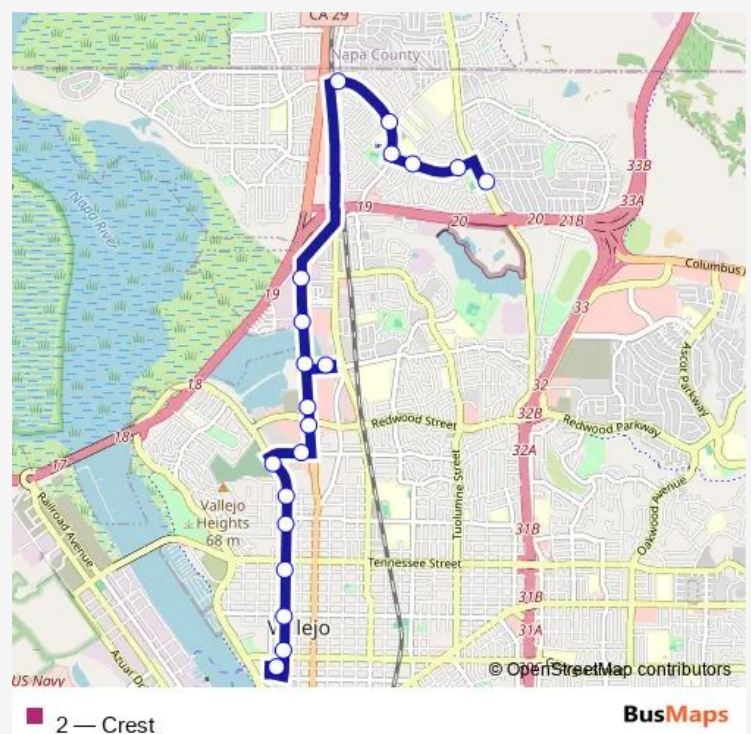 CA 29
Napa County
33B
33A
19
20
20
21B
Napa River
Columbus
19
33
Ascot Parkway
18
32
32B
Redwood Street
Redwood Parkway
18
17
32A
Railroad Avenue
Vallejo
Heights
68 m
Tuolumne Street
Oakwood Avenue
31B
Tennessee Street
31B
31A
Azuar Dr
US Navy
© OpenStreetMap contributors
2 — Crest
BusMaps